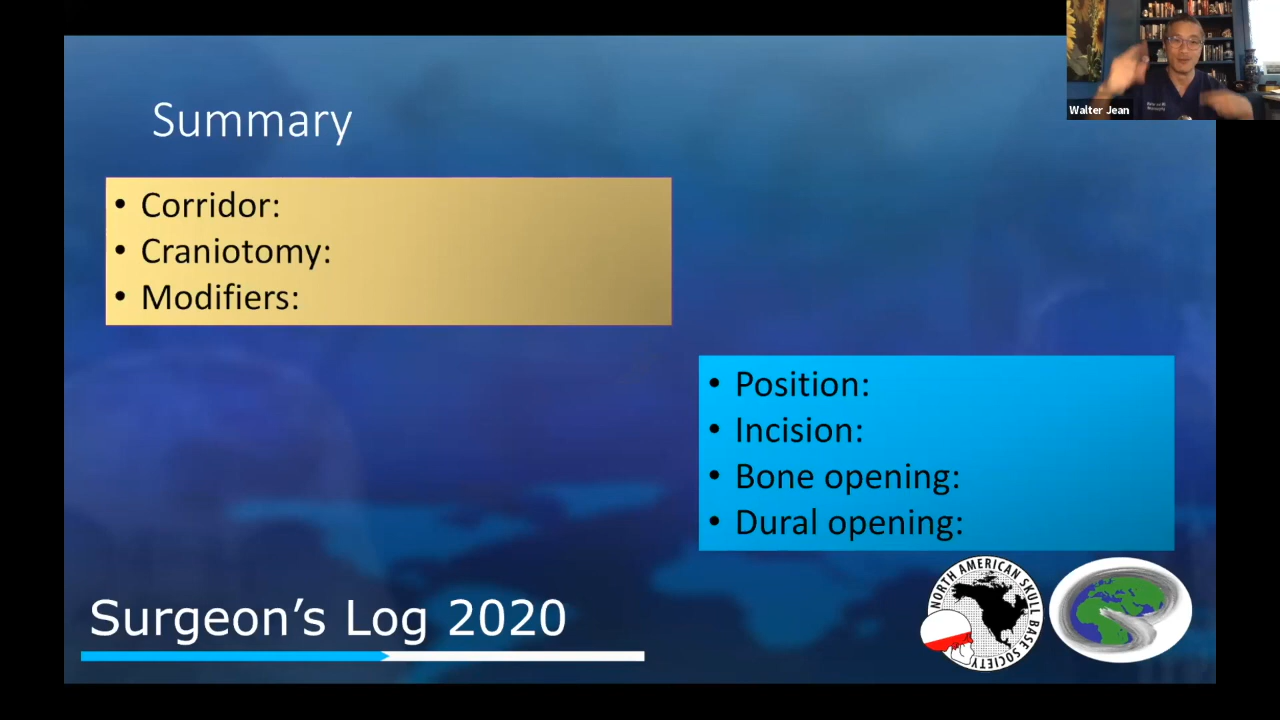 Walter Jean
Summary
• Corridor:
• Craniotomy:
• Modifiers:
• Position:
• Incision:
• Bone opening:
• Dural opening:
Surgeon’s Log 2020
NORTH AMERICAN SKULL BASE SOCIETY